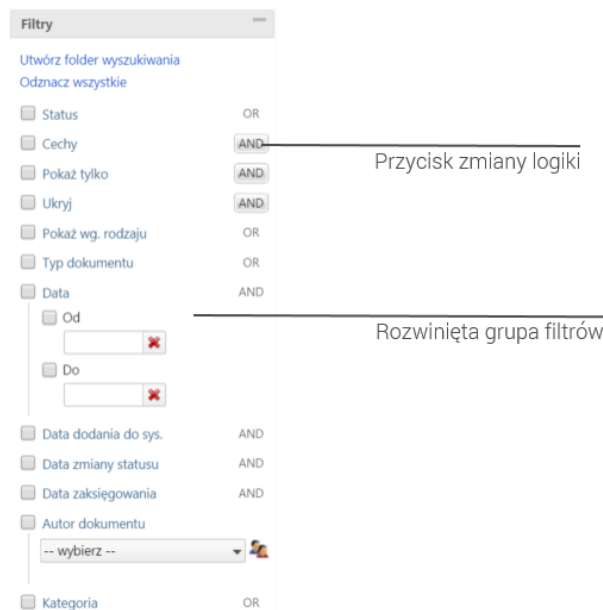 Filtry
Utwórz folder wyszukiwania
Odznacz wszystkie
Status OR
Cechy AND
Przycisk zmiany logiki
Pokaż tylko AND
Ukryj AND
Pokaż wg. rodzaju OR
Typ dokumentu OR
Data AND
Od
Rozwinięta grupa filtrów
Do
Data dodania do sys. AND
Data zmiany statusu AND
Data zaksięgowania AND
Autor dokumentu
-- wybierz --
Kategoria OR